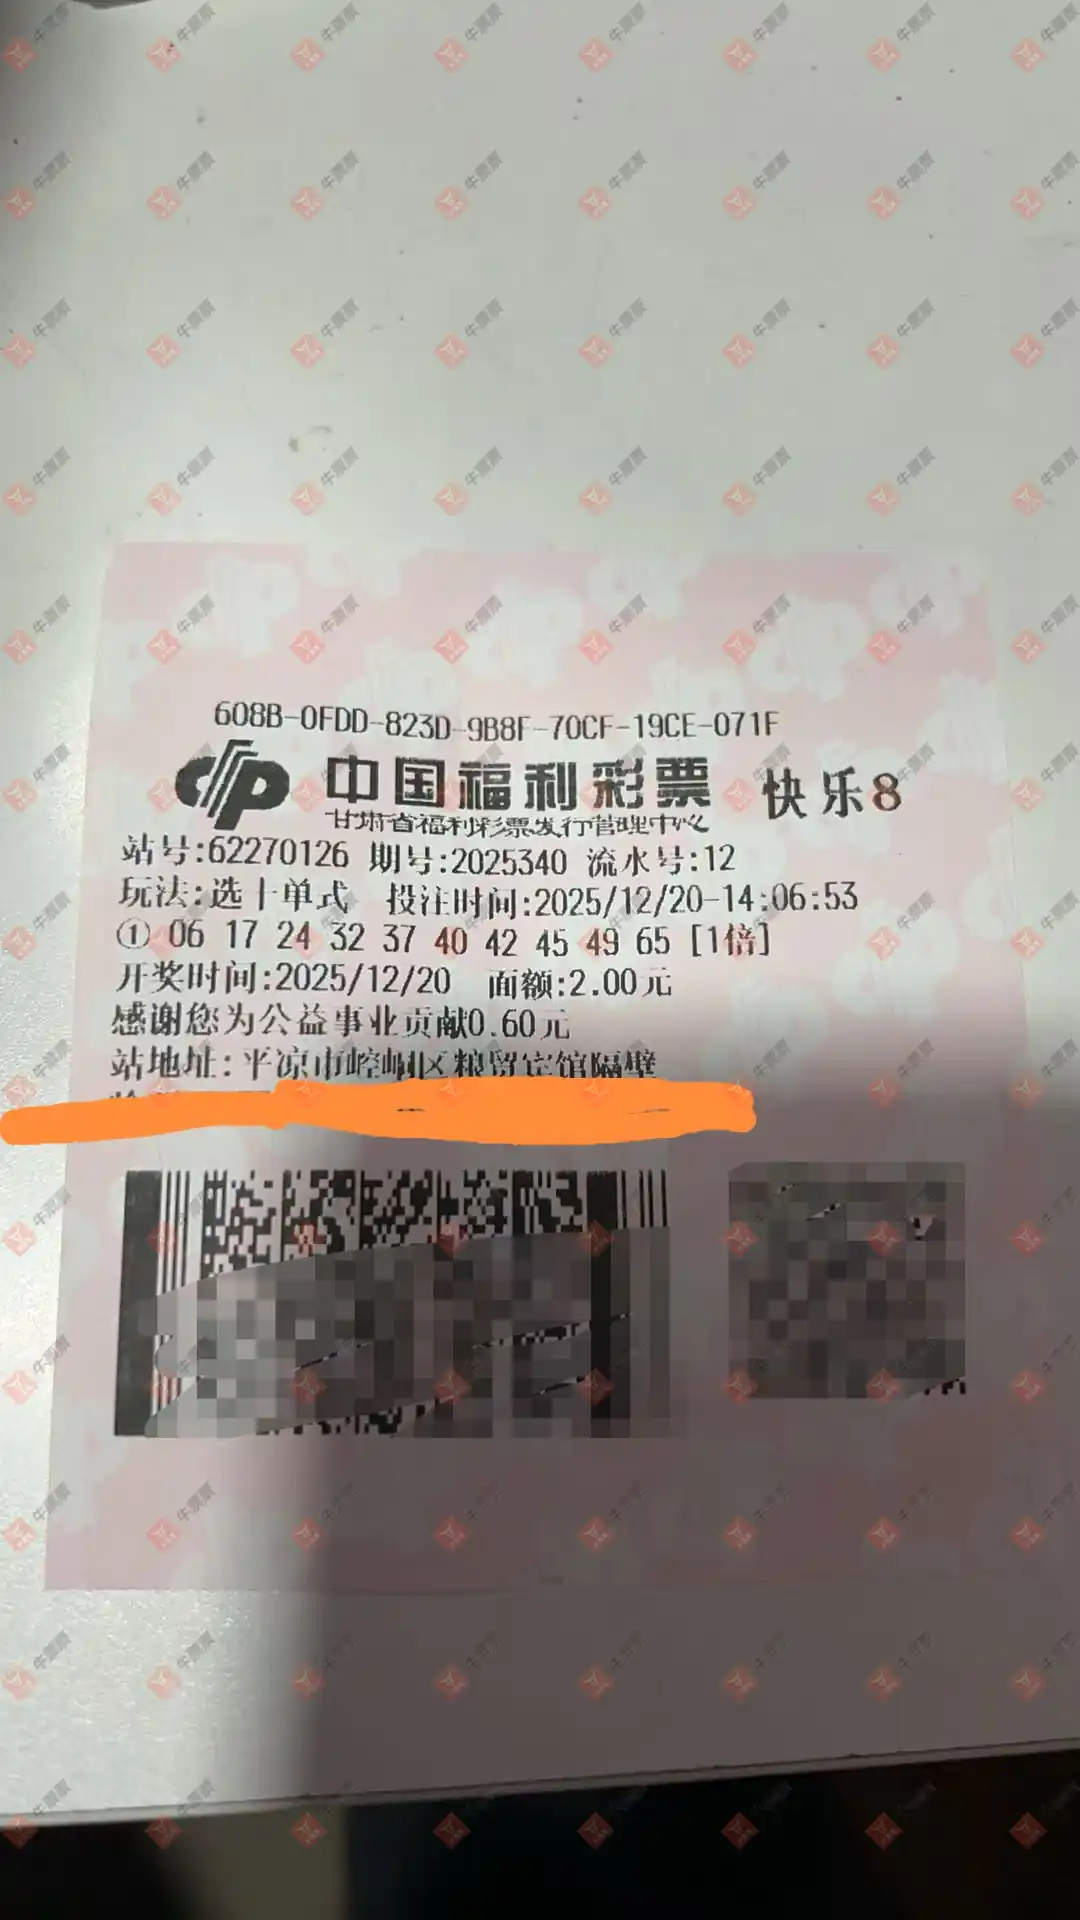 608B-0FDD-823D-9B8F-70CF-19CE-071F
中国福利彩票 快乐8
甘肃省福利彩票发行管理中心
站号:62270126 期号:2025340 流水号:12
玩法:选十单式 投注时间:2025/12/20-14:06:53
① 06 17 24 32 37 40 42 45 49 65 [1倍]
开奖时间:2025/12/20 面额:2.00元
感谢您为公益事业贡献0.60元
站地址:平凉市崆峒区粮贸宾馆隔壁